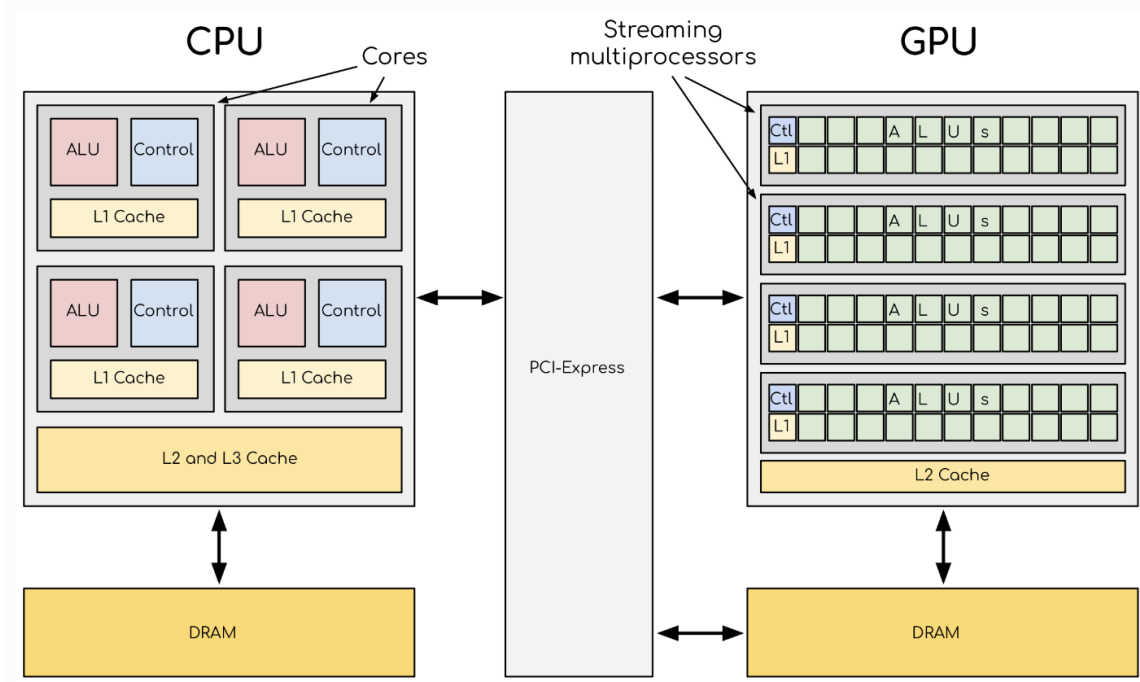 CPU
Cores
Streaming
multiprocessors
GPU
ALU
Control
L1 Cache
ALU
Control
L1 Cache
ALU
Control
L1 Cache
ALU
Control
L1 Cache
L2 and L3 Cache
DRAM
PCI-Express
Ctl A L U s
L1
Ctl A L U s
L1
Ctl A L U s
L1
Ctl A L U s
L1
L2 Cache
DRAM